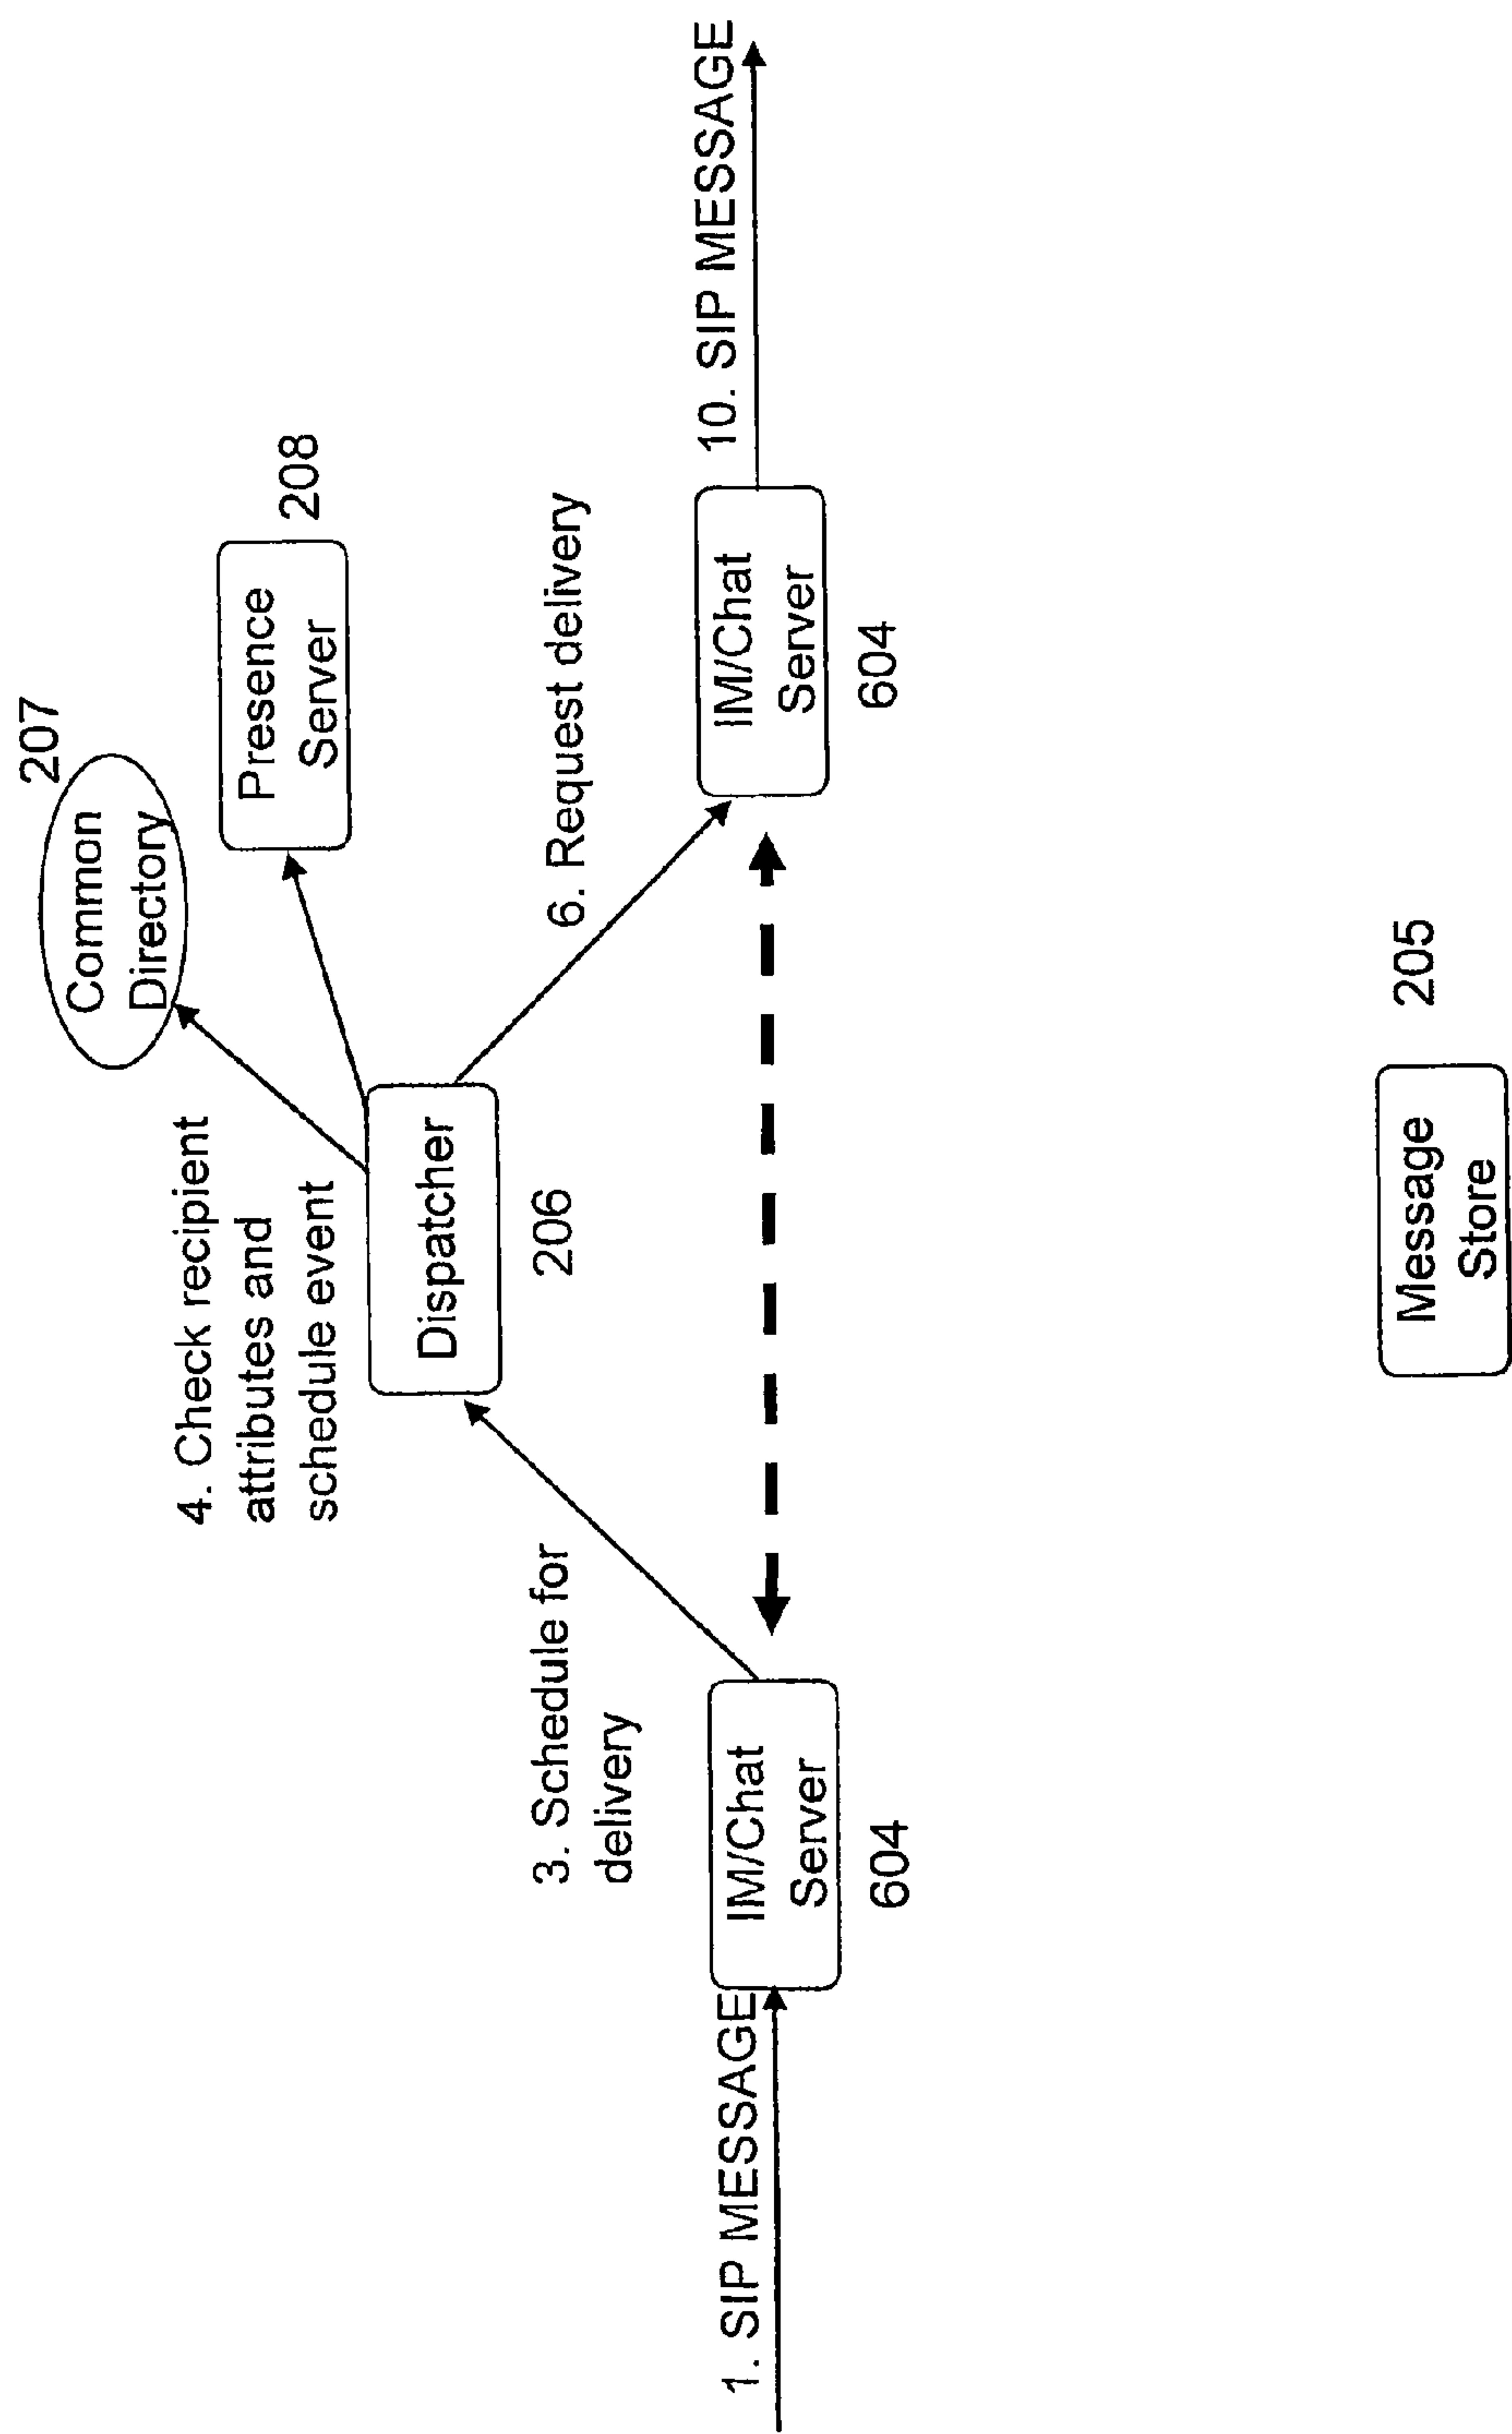 207
Common
Directory
4. Check recipient
attributes and
schedule event
Presence
Server
208
Dispatcher
206
3. Schedule for
delivery
6. Request delivery
1. SIP MESSAGE
IM/Chat
Server
604
IM/Chat
Server
604
10. SIP MESSAGE
Message
Store
205